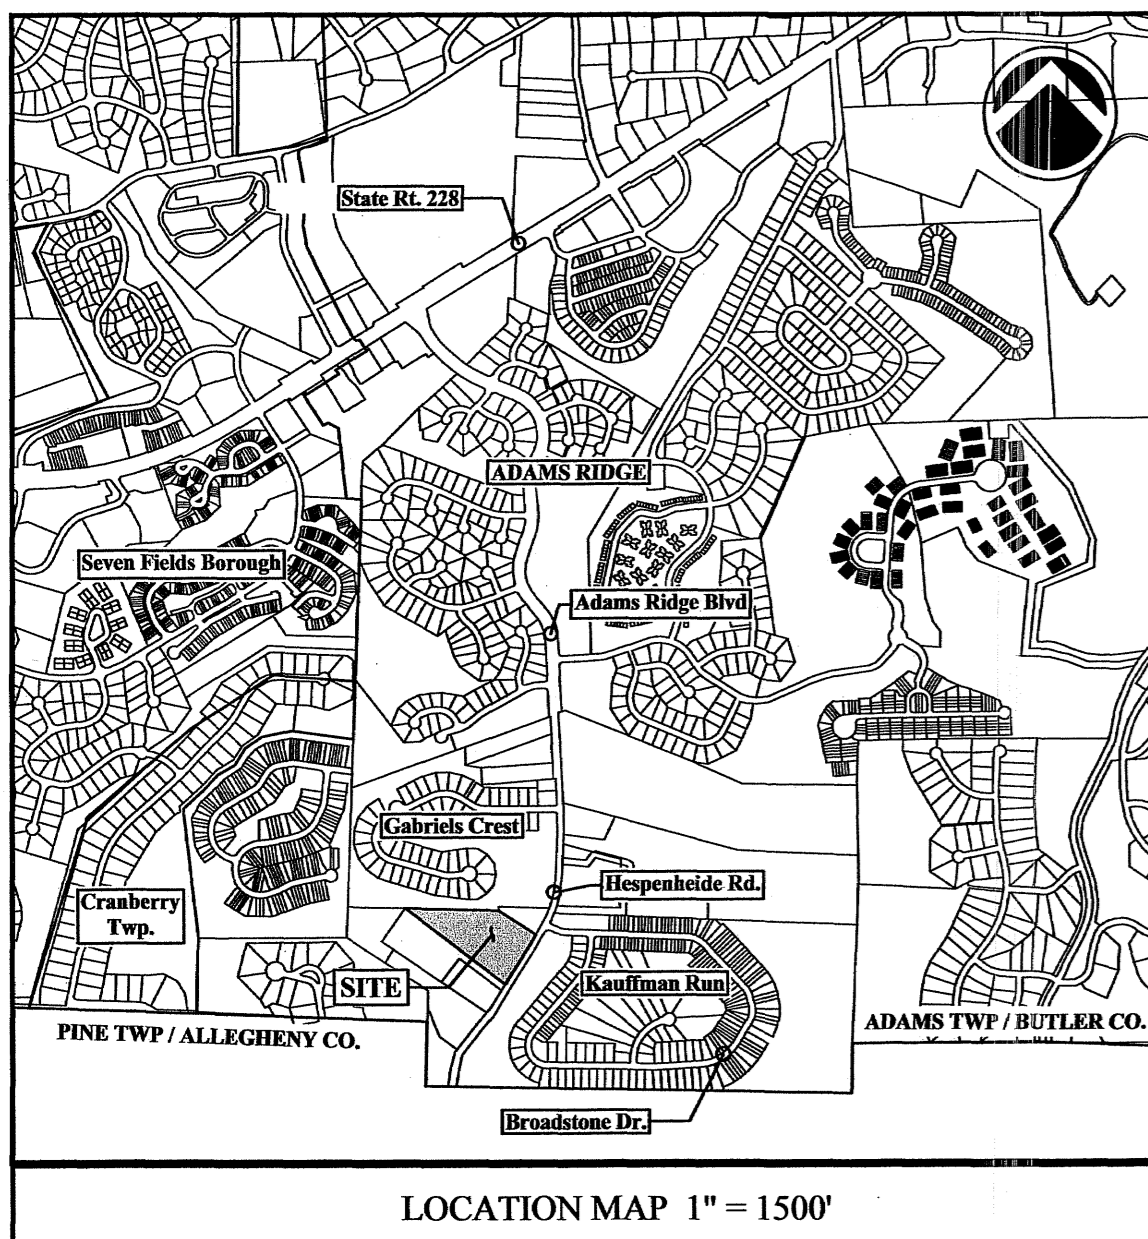 State Rt. 228
ADAMS RIDGE
Seven Fields Borough
Adams Ridge Blvd
Gabriels Crest
Hespenheide Rd.
Cranberry
Twp.
SITE
Kauffman Run
PINE TWP / ALLEGHENY CO.
ADAMS TWP / BUTLER CO.
Broadstone Dr.
LOCATION MAP 1" = 1500'